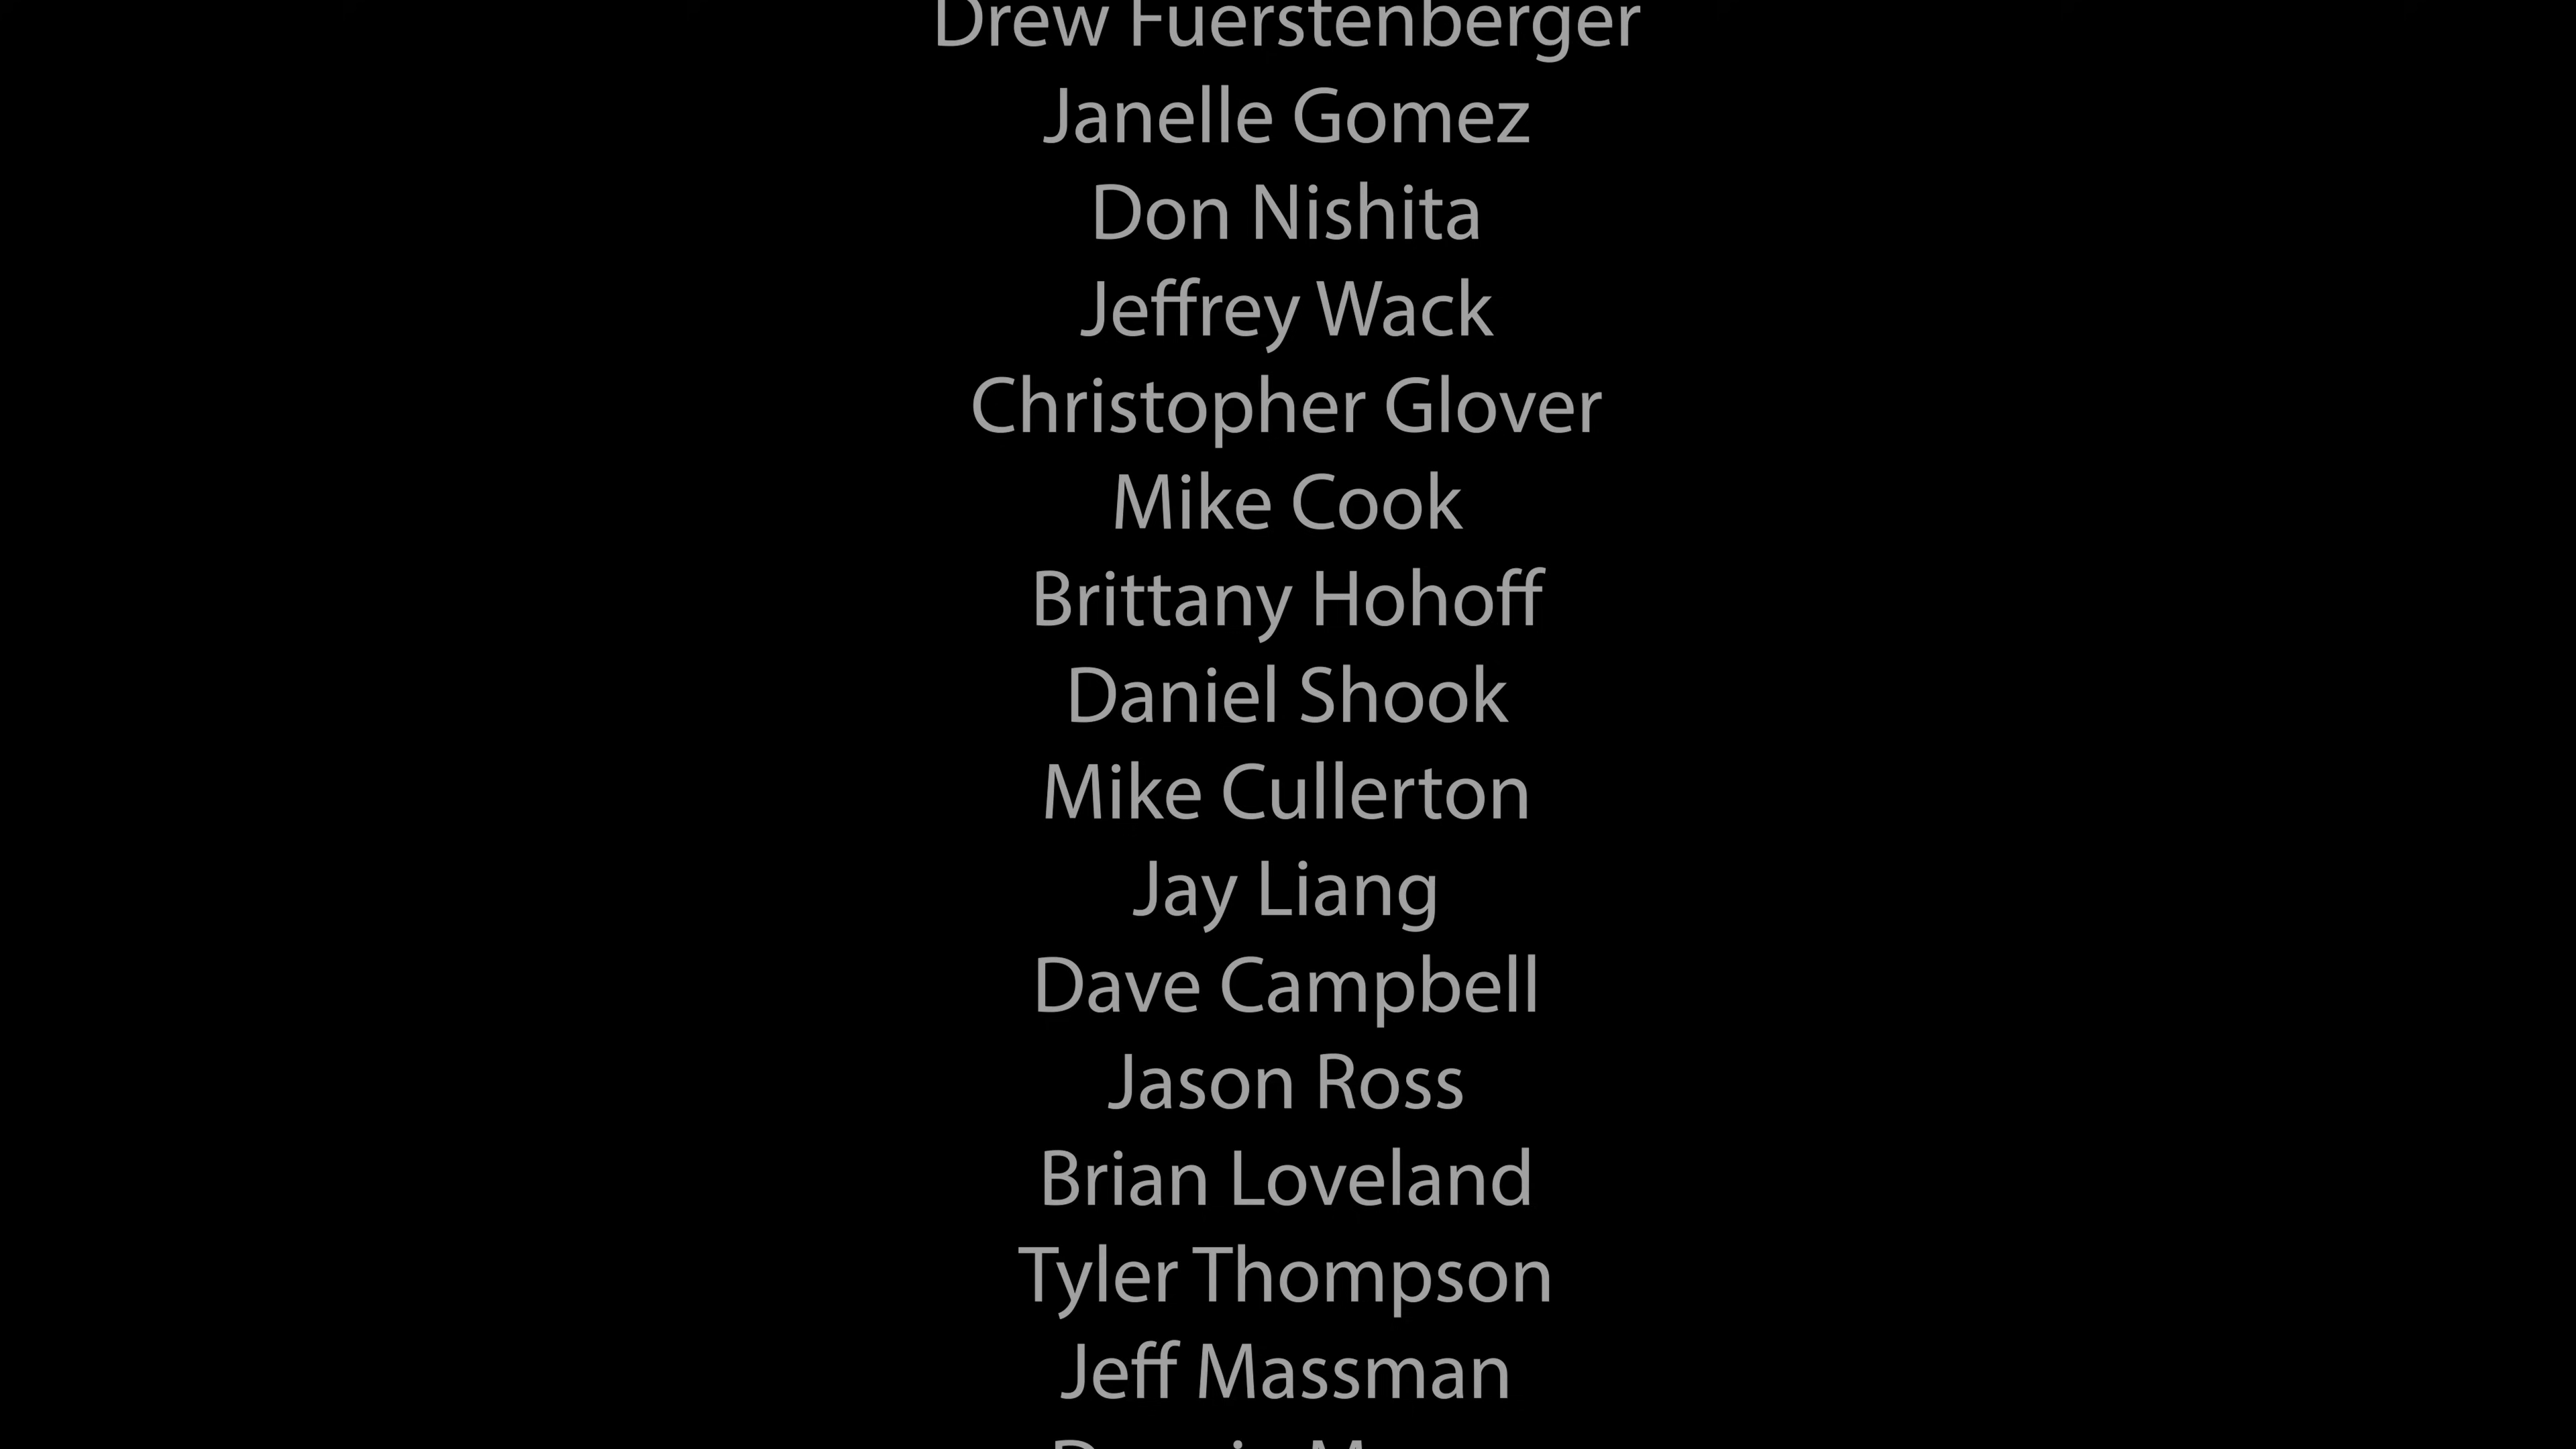 Drew Fuerstenberger
Janelle Gomez
Don Nishita
Jeffrey Wack
Christopher Glover
Mike Cook
Brittany Hohoff
Daniel Shook
Mike Cullerton
Jay Liang
Dave Campbell
Jason Ross
Brian Loveland
Tyler Thompson
Jeff Massman